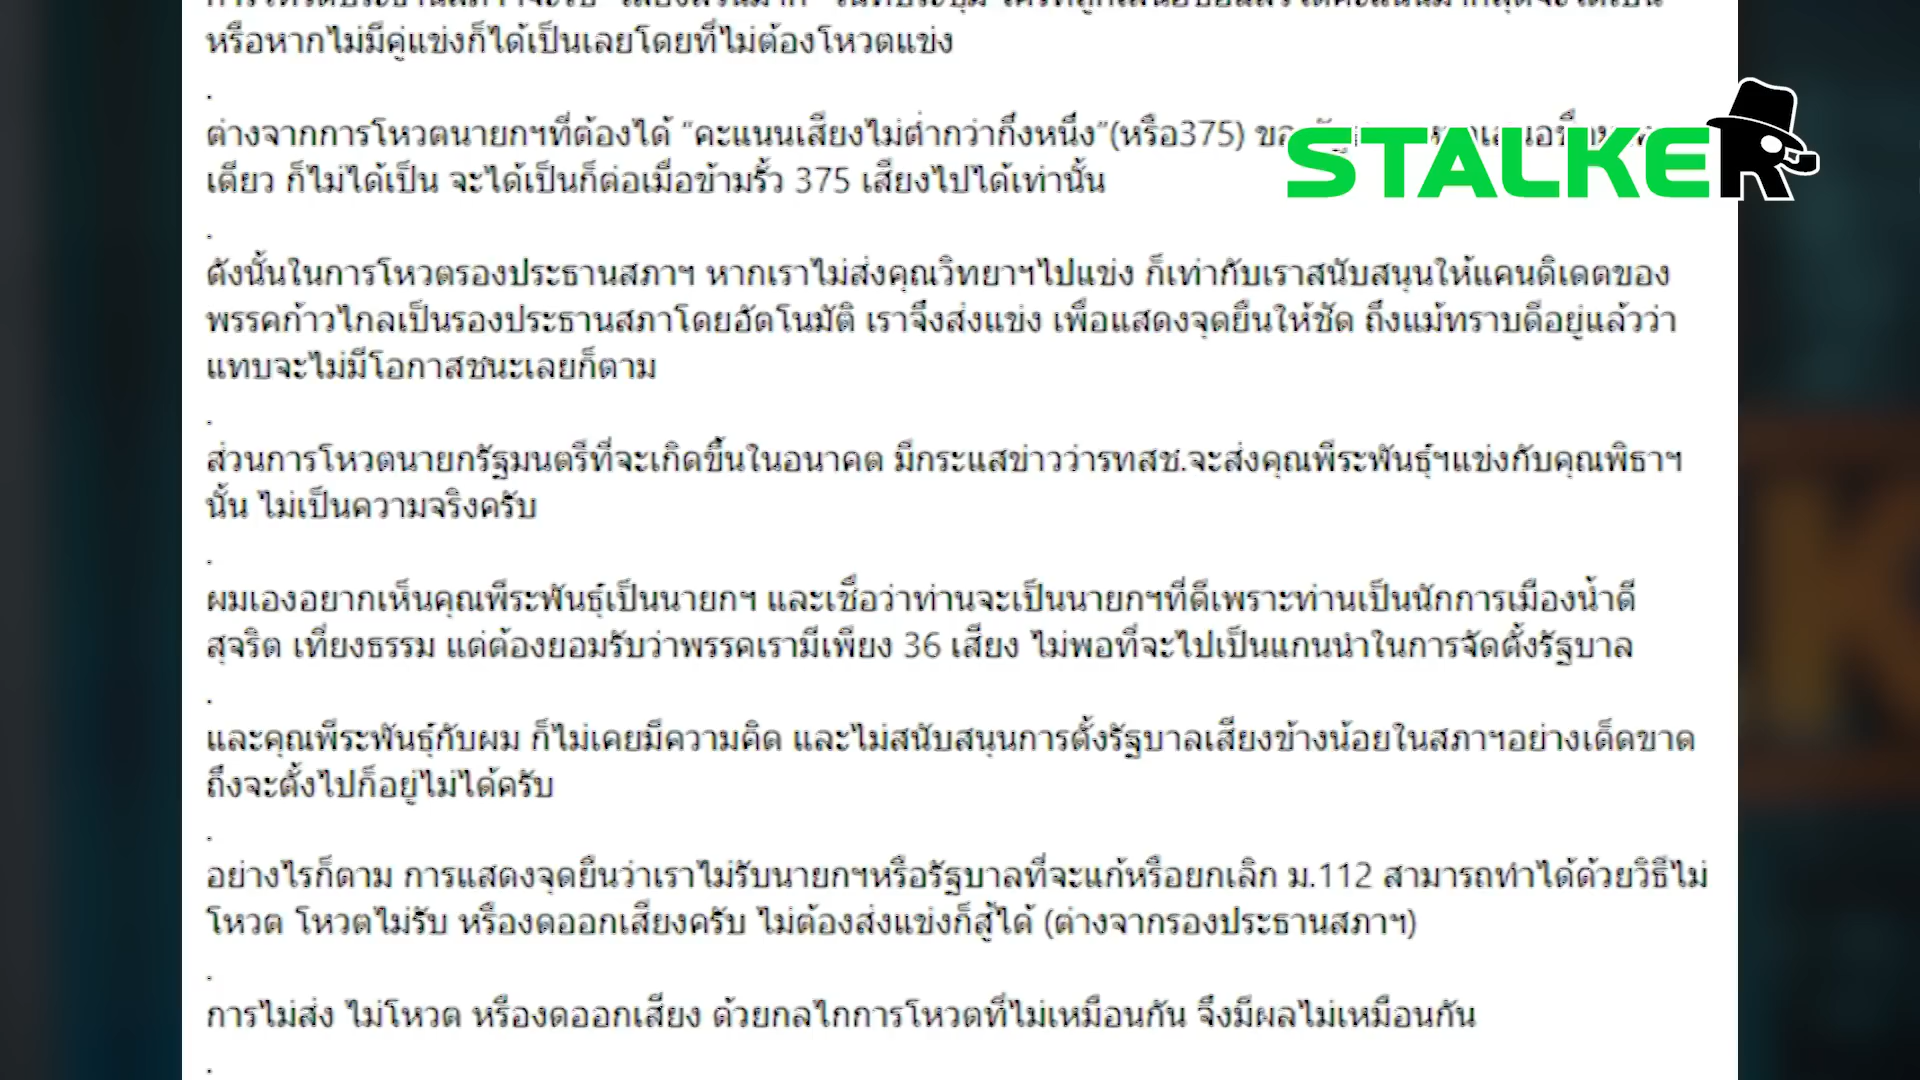 หรือหากไม่มีคู่แข่งก็ได้เป็นเลยโดยที่ไม่ต้องโหวตแข่ง
.
ต่างจากการโหวตนายกฯที่ต้องได้ "คะแนนเสียงไม่ต่ำกว่ากึ่งหนึ่ง"(หรือ375)
STALKER
เดียว ก็ไม่ได้เป็น จะได้เป็นก็ต่อเมื่อข้ามรั้ว 375 เสียงไปได้เท่านั้น
.
ดังนั้นในการโหวตรองประธานสภาฯ หากเราไม่ส่งคุณวิทยาฯไปแข่ง ก็เท่ากับเราสนับสนุนให้แคนดิเดตของ
พรรคก้าวไกลเป็นรองประธานสภาโดยอัตโนมัติ เราจึงส่งแข่ง เพื่อแสดงจุดยืนให้ชัด ถึงแม้ทราบดีอยู่แล้วว่า
แทบจะไม่มีโอกาสชนะเลยก็ตาม
.
ส่วนการโหวตนายกรัฐมนตรีที่จะเกิดขึ้นในอนาคต มีกระแสข่าวว่ารทสช.จะส่งคุณพีระพันธุ์ฯแข่งกับคุณพิธาฯ
นั้น ไม่เป็นความจริงครับ
.
ผมเองอยากเห็นคุณพีระพันธุ์เป็นนายกฯ และเชื่อว่าท่านจะเป็นนายกฯที่ดีเพราะท่านเป็นนักการเมืองน้ำดี
สุจริต เที่ยงธรรม แต่ต้องยอมรับว่าพรรคเรามีเพียง 36 เสียง ไม่พอที่จะไปเป็นแกนนำในการจัดตั้งรัฐบาล
.
และคุณพีระพันธุ์กับผม ก็ไม่เคยมีความคิด และไม่สนับสนุนการตั้งรัฐบาลเสียงข้างน้อยในสภาฯอย่างเด็ดขาด
ถึงจะตั้งไปก็อยู่ไม่ได้ครับ
.
อย่างไรก็ตาม การแสดงจุดยืนว่าเราไม่รับนายกฯหรือรัฐบาลที่จะแก้หรือยกเลิก ม.112 สามารถทำได้ด้วยวิธีไม่
โหวต โหวตไม่รับ หรืองดออกเสียงครับ ไม่ต้องส่งแข่งก็สู้ได้ (ต่างจากรองประธานสภาฯ)
.
การไม่ส่ง ไม่โหวต หรืองดออกเสียง ด้วยกลไกการโหวตที่ไม่เหมือนกัน จึงมีผลไม่เหมือนกัน
.